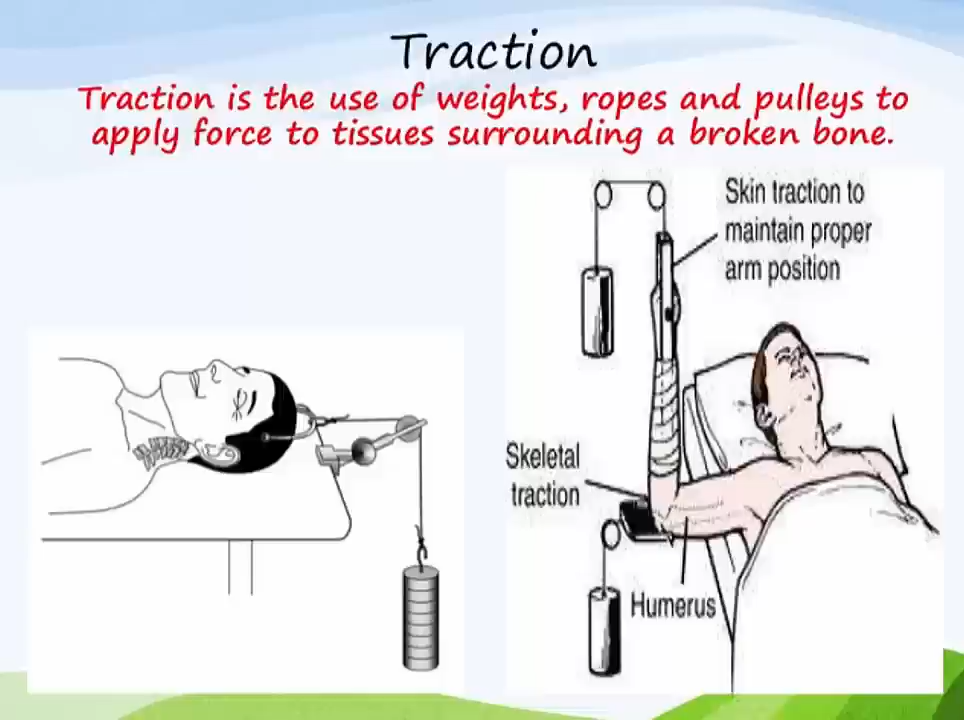 Traction
Traction is the use of weights, ropes and pulleys to
apply force to tissues surrounding a broken bone.
Skin traction to
maintain proper
arm position
Skeletal
traction
Humerus